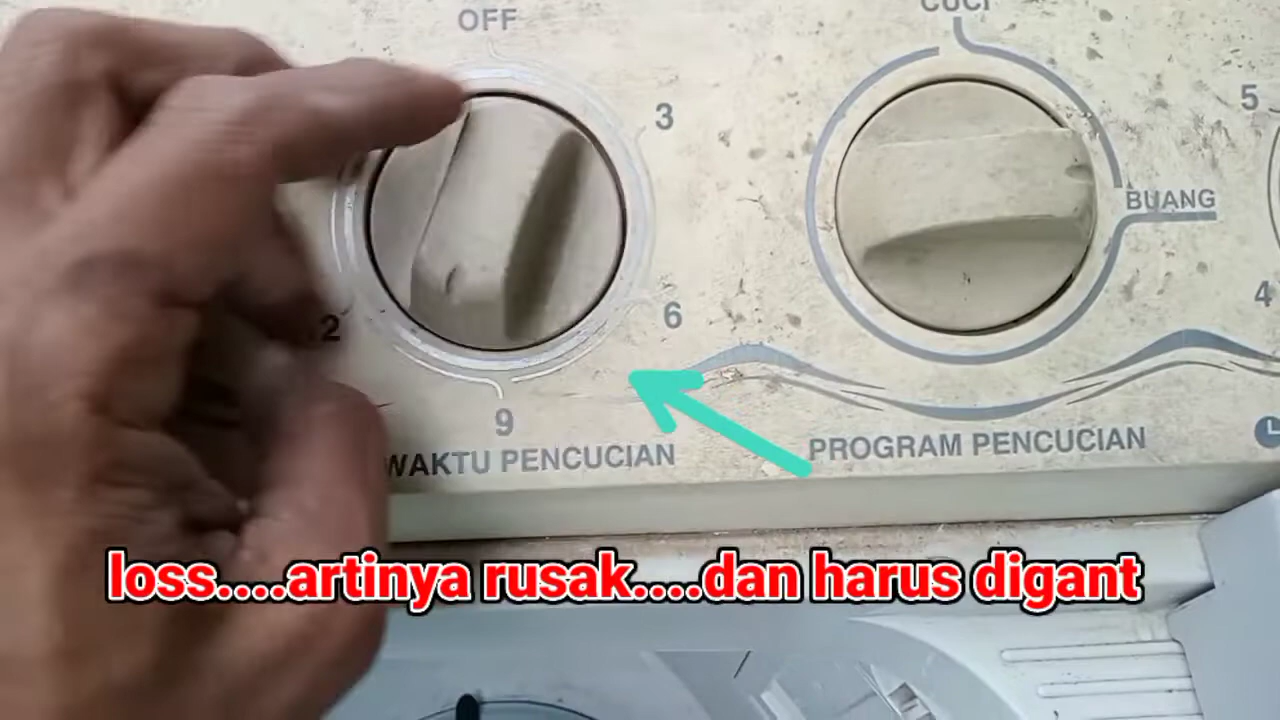 OFF
CUCI
3
5
BUANG
6
4
2
9
WAKTU PENCUCIAN
PROGRAM PENCUCIAN
loss....artinya rusak....dan harus digant